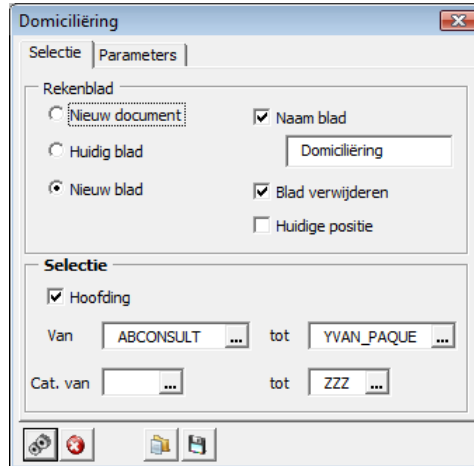 Domiciliëring
Selectie Parameters
Rekenblad
Nieuw document
Naam blad
Huidig blad
Domiciliëring
Nieuw blad
Blad verwijderen
Huidige positie
Selectie
Hoofding
Van ABCONSULT ... tot YVAN_PAQUE ...
Cat. van ... tot ZZZ ...